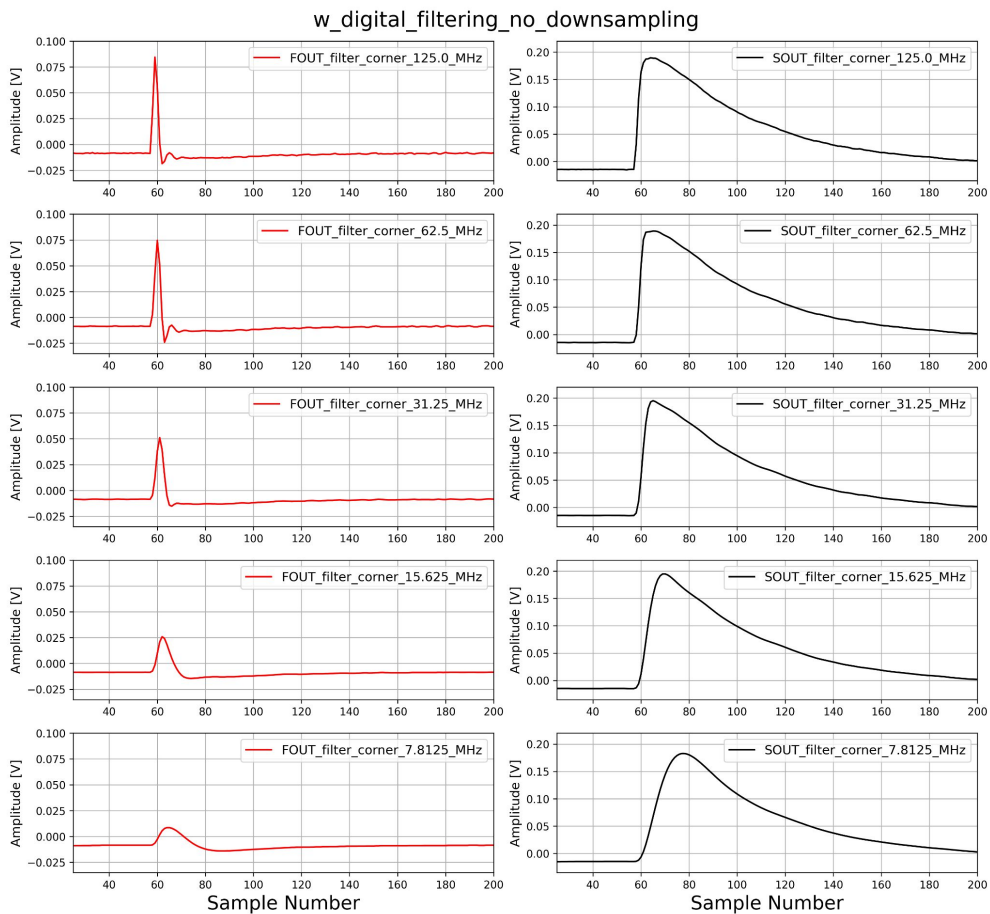 w_digital_filtering_no_downsampling
Amplitude [V]
0.100
0.075
0.050
0.025
0.000
−0.025
FOUT_filter_corner_125.0_MHz
40 60 80 100 120 140 160 180 200
Amplitude [V]
0.20
0.15
0.10
0.05
0.00
SOUT_filter_corner_125.0_MHz
40 60 80 100 120 140 160 180 200
Amplitude [V]
0.100
0.075
0.050
0.025
0.000
−0.025
FOUT_filter_corner_62.5_MHz
40 60 80 100 120 140 160 180 200
Amplitude [V]
0.20
0.15
0.10
0.05
0.00
SOUT_filter_corner_62.5_MHz
40 60 80 100 120 140 160 180 200
Amplitude [V]
0.100
0.075
0.050
0.025
0.000
−0.025
FOUT_filter_corner_31.25_MHz
40 60 80 100 120 140 160 180 200
Amplitude [V]
0.20
0.15
0.10
0.05
0.00
SOUT_filter_corner_31.25_MHz
40 60 80 100 120 140 160 180 200
Amplitude [V]
0.100
0.075
0.050
0.025
0.000
−0.025
FOUT_filter_corner_15.625_MHz
40 60 80 100 120 140 160 180 200
Amplitude [V]
0.20
0.15
0.10
0.05
0.00
SOUT_filter_corner_15.625_MHz
40 60 80 100 120 140 160 180 200
Amplitude [V]
0.100
0.075
0.050
0.025
0.000
−0.025
FOUT_filter_corner_7.8125_MHz
40 60 80 100 120 140 160 180 200
Sample Number
Amplitude [V]
0.20
0.15
0.10
0.05
0.00
SOUT_filter_corner_7.8125_MHz
40 60 80 100 120 140 160 180 200
Sample Number